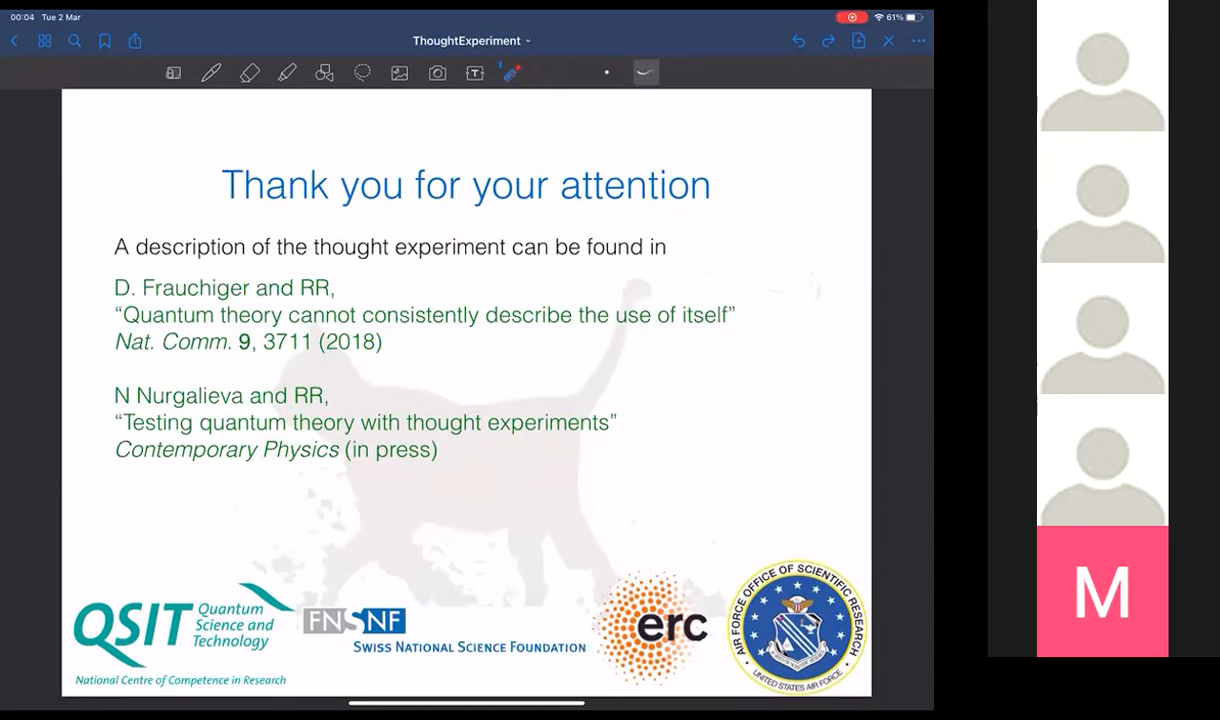 00:04 Tue 2 Mar
61%
ThoughtExperiment
T
Thank you for your attention
A description of the thought experiment can be found in
D. Frauchiger and RR,
“Quantum theory cannot consistently describe the use of itself”
Nat. Comm. 9, 3711 (2018)
N Nurgalieva and RR,
“Testing quantum theory with thought experiments”
Contemporary Physics (in press)
QSIT Quantum
Science and
Technology
National Centre of Competence in Research
FNSNF
SWISS NATIONAL SCIENCE FOUNDATION
erc
AIR FORCE OFFICE OF SCIENTIFIC RESEARCH
UNITED STATES AIR FORCE
M